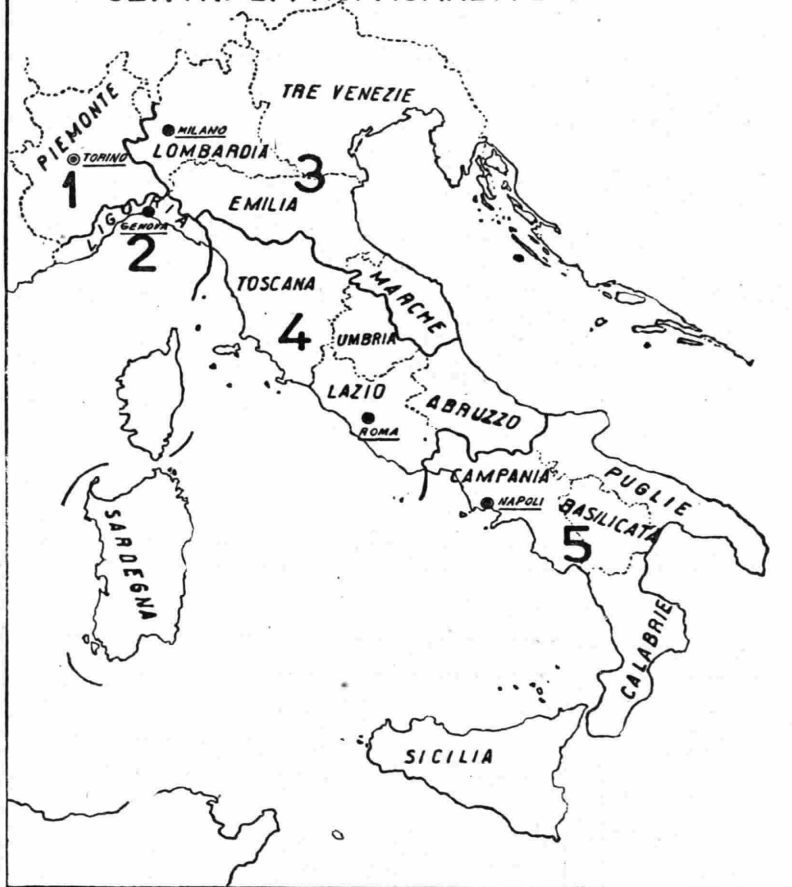 TRE VENEZIE
PIEMONTE
MILANO
TORINO
LOMBARDIA
1
3
EMILIA
LIGURIA
GENOVA
2
TOSCANA
MARCHE
4
UMBRIA
LAZIO
ABRUZZO
ROMA
CAMPANIA
PUGLIE
NAPOLI
BASILICATA
SARDEGNA
5
CALABRIE
SICILIA